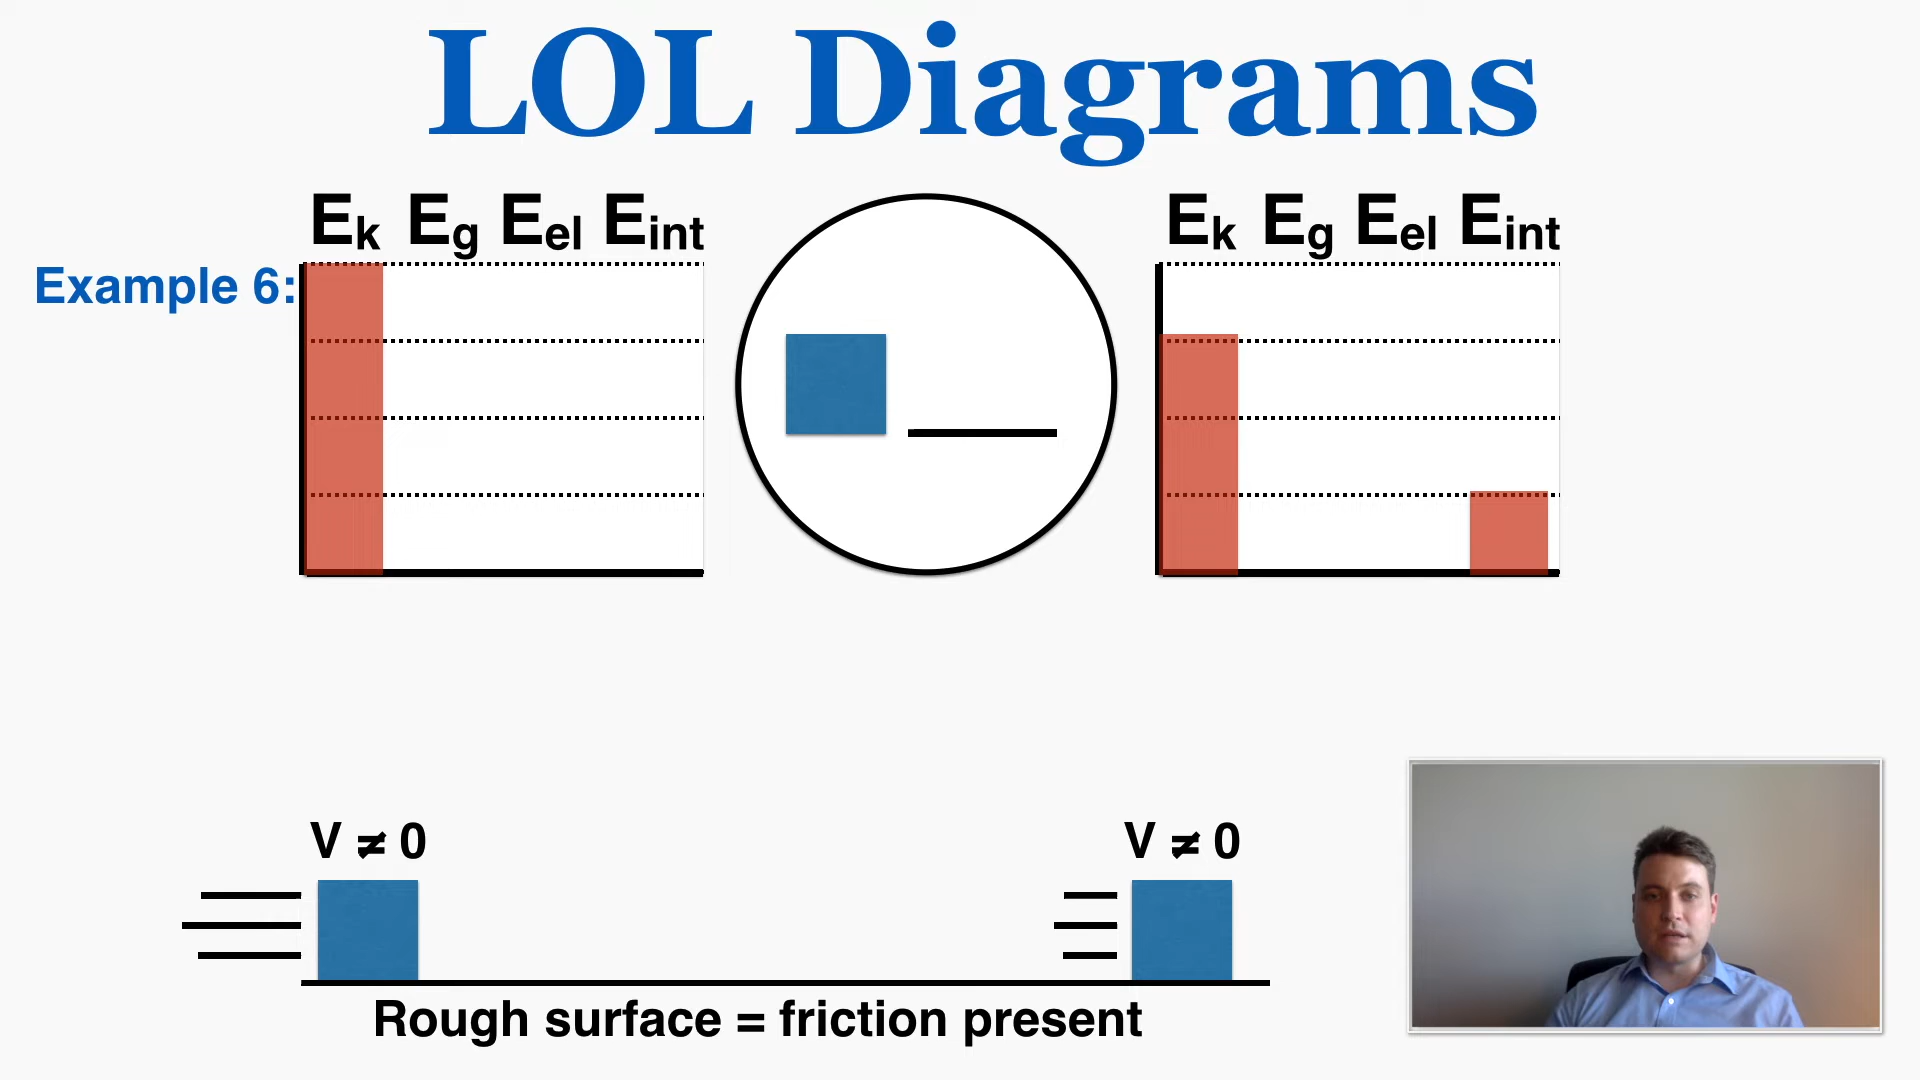 LOL Diagrams
Ek Eg Eel Eint
Ek Eg Eel Eint
Example 6:
V ≠ 0
V ≠ 0
Rough surface = friction present